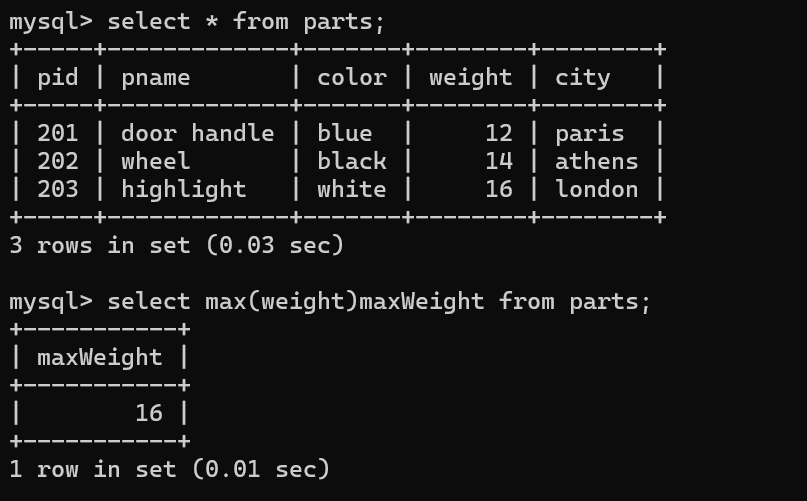 mysql> select * from parts;
+-----+-------------+-------+--------+--------+
| pid | pname       | color | weight | city   |
+-----+-------------+-------+--------+--------+
| 201 | door handle | blue  |     12 | paris  |
| 202 | wheel       | black |     14 | athens |
| 203 | highlight   | white |     16 | london |
+-----+-------------+-------+--------+--------+
3 rows in set (0.03 sec)

mysql> select max(weight)maxWeight from parts;
+-----------+
| maxWeight |
+-----------+
|        16 |
+-----------+
1 row in set (0.01 sec)